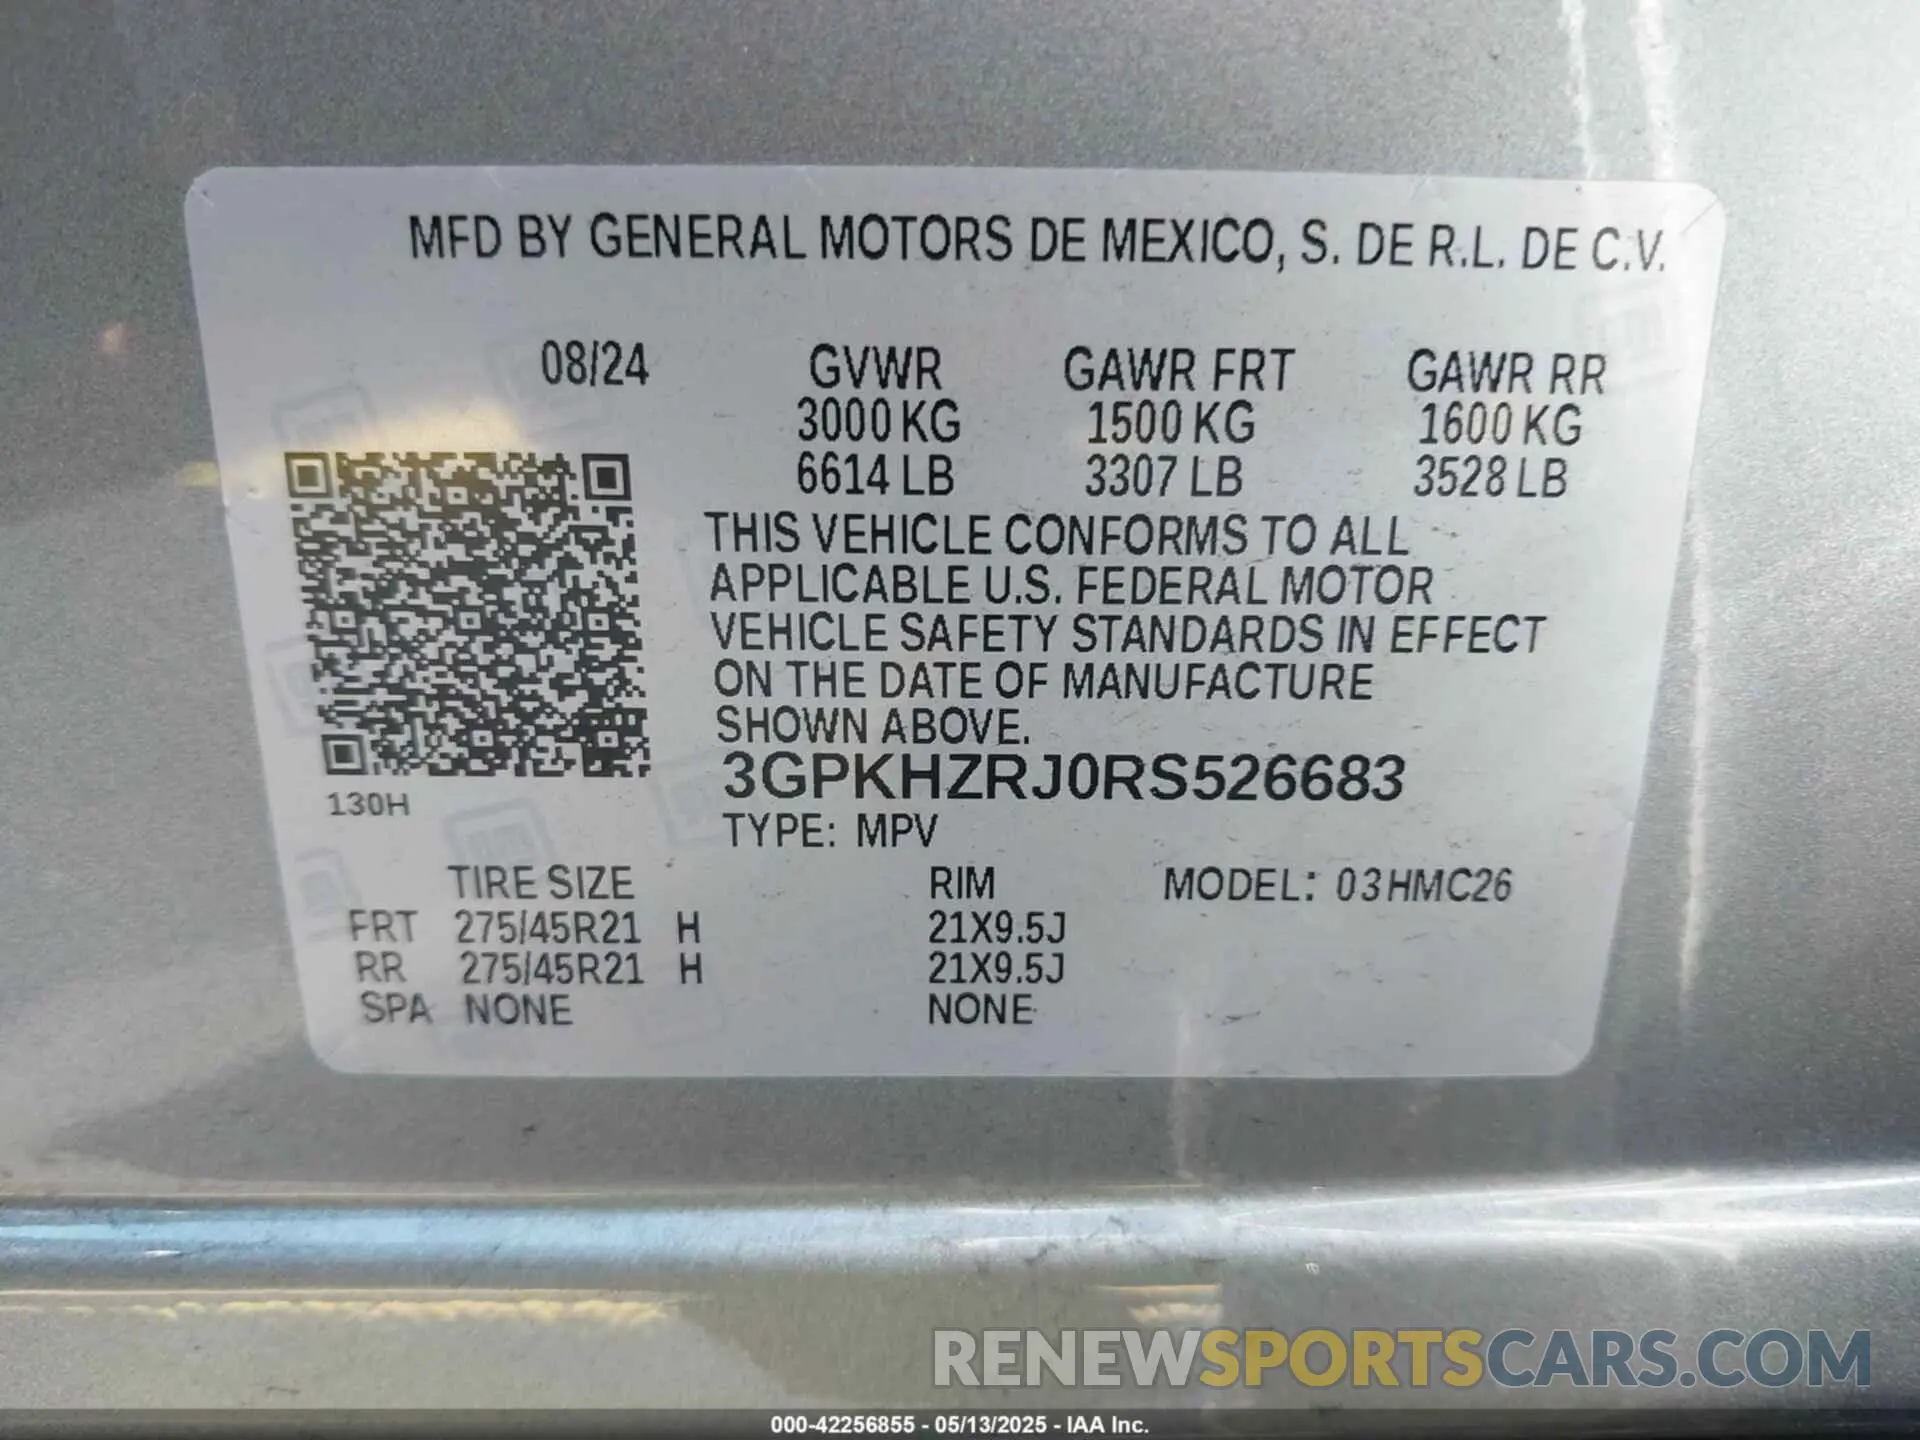 MFD BY GENERAL MOTORS DE MEXICO, S. DE R.L. DE C.V.
08/24 GVWR GAWR FRT GAWR RR
3000 KG 1500 KG 1600 KG
6614 LB 3307 LB 3528 LB
THIS VEHICLE CONFORMS TO ALL
APPLICABLE U.S. FEDERAL MOTOR
VEHICLE SAFETY STANDARDS IN EFFECT
ON THE DATE OF MANUFACTURE
SHOWN ABOVE.
3GPKHZRJ0RS526683
130H
TYPE: MPV
TIRE SIZE RIM MODEL: 03HMC26
FRT 275/45R21 H 21X9.5J
RR 275/45R21 H 21X9.5J
SPA NONE NONE
RENEWSPORTSCARS.COM
000-42256855 - 05/13/2025 - IAA Inc.